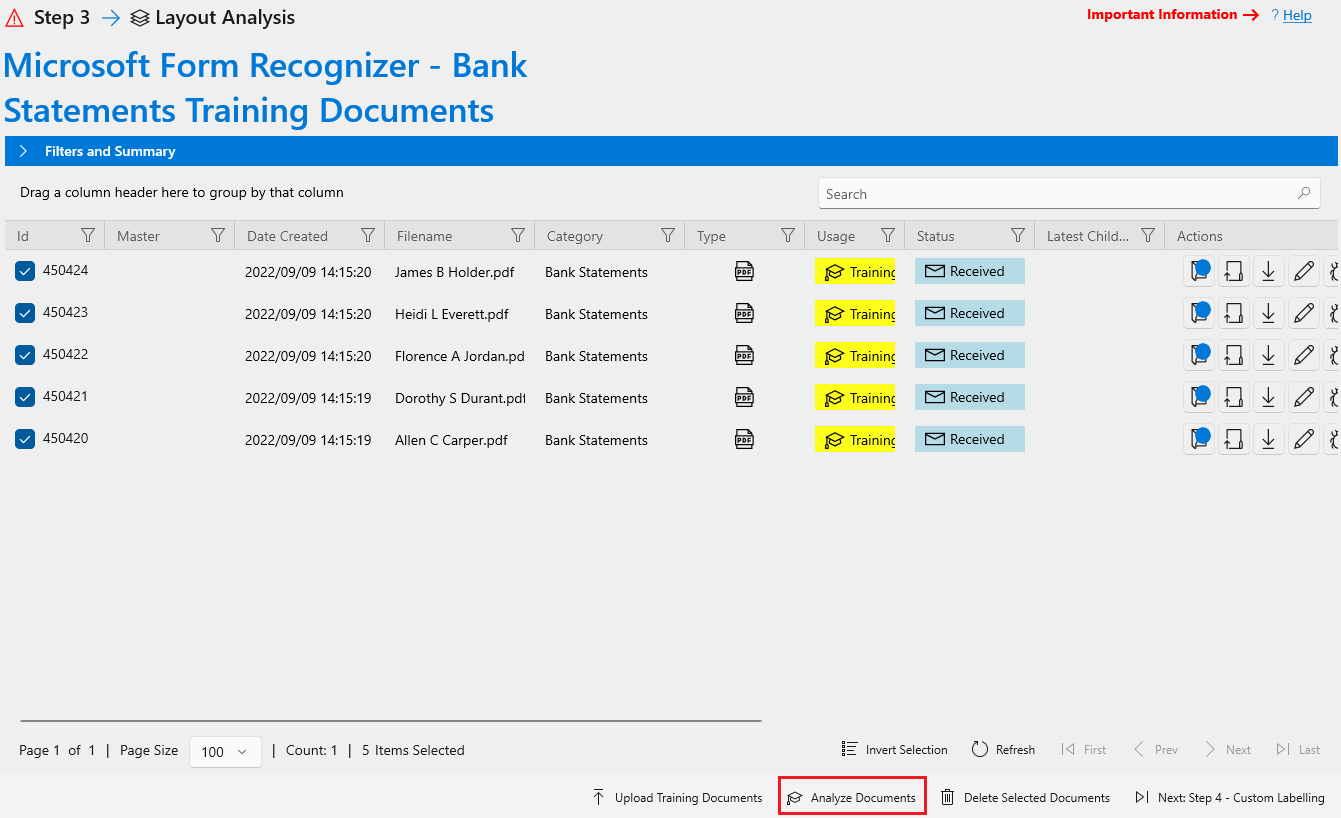 Step 3 → Layout Analysis
Important Information → ? Help
Microsoft Form Recognizer - Bank
Statements Training Documents
Filters and Summary
Drag a column header here to group by that column
Search
Id Master Date Created Filename Category Type Usage Status Latest Child... Actions
450424 2022/09/09 14:15:20 James B Holder.pdf Bank Statements PDF Training Received
450423 2022/09/09 14:15:20 Heidi L Everett.pdf Bank Statements PDF Training Received
450422 2022/09/09 14:15:20 Florence A Jordan.pd Bank Statements PDF Training Received
450421 2022/09/09 14:15:19 Dorothy S Durant.pdf Bank Statements PDF Training Received
450420 2022/09/09 14:15:19 Allen C Carper.pdf Bank Statements PDF Training Received
Page 1 of 1 | Page Size 100 | Count: 1 | 5 Items Selected
Invert Selection Refresh First Prev Next Last
Upload Training Documents Analyze Documents Delete Selected Documents Next: Step 4 - Custom Labelling